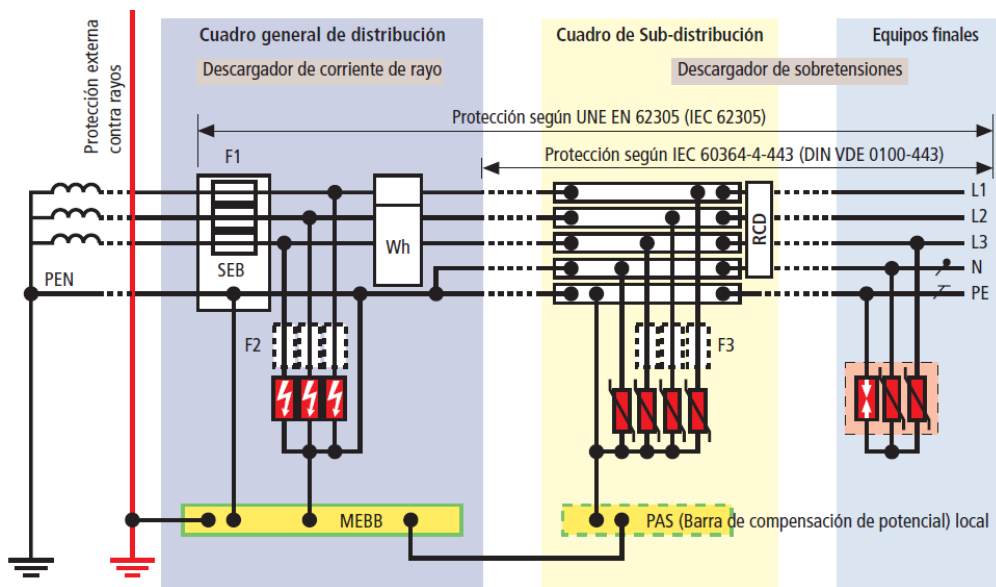 Protección externa
contra rayos
Cuadro general de distribución
Cuadro de Sub-distribución
Equipos finales
Descargador de corriente de rayo
Descargador de sobretensiones
Protección según UNE EN 62305 (IEC 62305)
F1
Protección según IEC 60364-4-443 (DIN VDE 0100-443)
L1
L2
L3
N
PE
Wh
RCD
SEB
PEN
F2
F3
MEBB
PAS (Barra de compensación de potencial) local